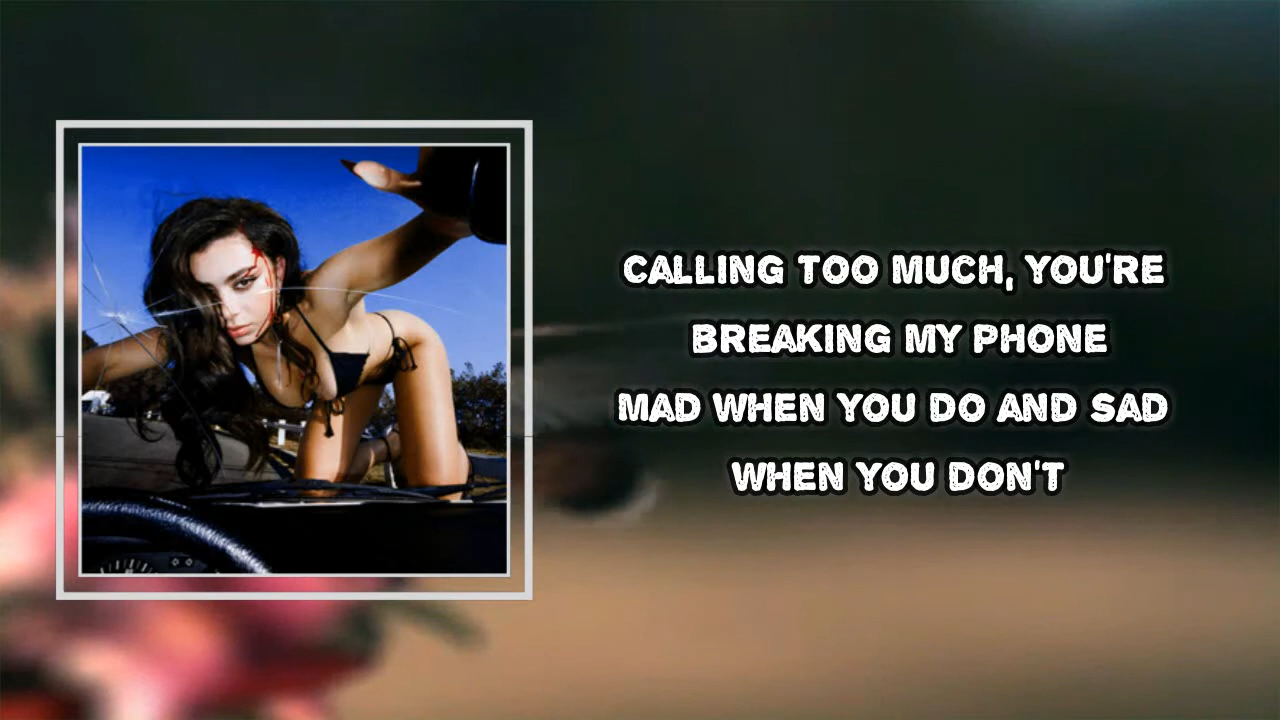 CALLING TOO MUCH, YOU'RE
BREAKING MY PHONE
MAD WHEN YOU DO AND SAD
WHEN YOU DON'T